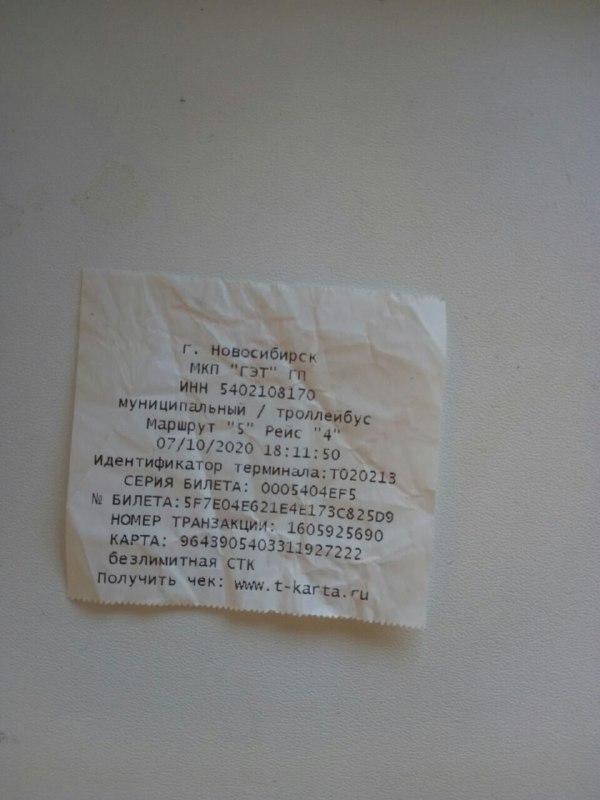 г. Новосибирск
МКП "ГЭТ" ГП
ИНН 5402108170
муниципальный / троллейбус
Маршрут "5" Рейс "4"
07/10/2020 18:11:50
Идентификатор терминала:T020213
СЕРИЯ БИЛЕТА: 0005404EF5
№ БИЛЕТА:5F7E04E621E4E173C825D9
НОМЕР ТРАНЗАКЦИИ: 1605925690
КАРТА: 9643905403311927222
безлимитная СТК
Получить чек: www.t-karta.ru